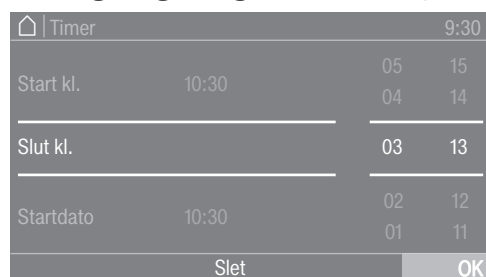 Timer 9:30
05 15
Start kl. 10:30
04 14
Slut kl. 03 13
02 12
Startdato 10:30
01 11
Slet OK